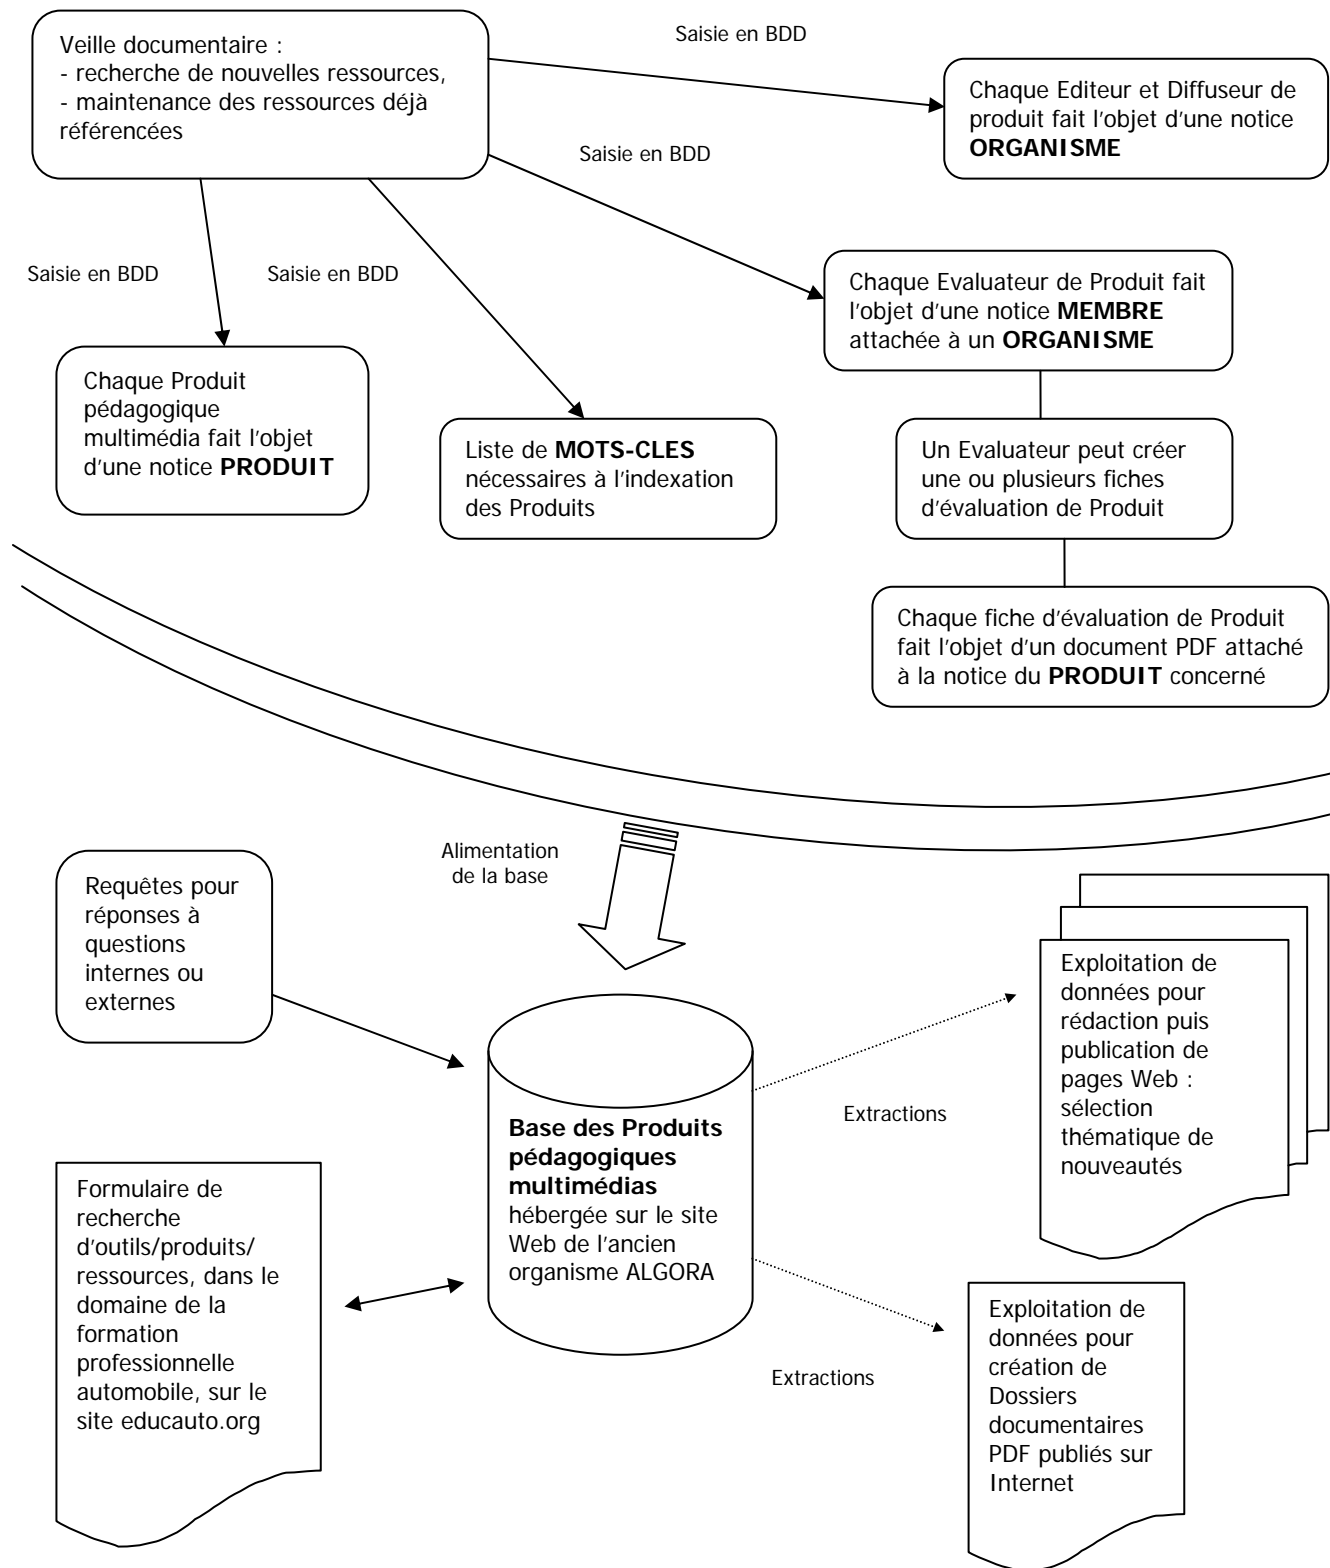 Veille documentaire :
- recherche de nouvelles ressources,
- maintenance des ressources déjà
référencées
Saisie en BDD
Chaque Editeur et Diffuseur de
produit fait l'objet d'une notice
ORGANISME
Saisie en BDD
Saisie en BDD
Saisie en BDD
Chaque Evaluateur de Produit fait
l'objet d'une notice MEMBRE
attachée à un ORGANISME
Chaque Produit
pédagogique
multimédia fait l'objet
d'une notice PRODUIT
Liste de MOTS-CLES
nécessaires à l'indexation
des Produits
Un Evaluateur peut créer
une ou plusieurs fiches
d'évaluation de Produit
Chaque fiche d'évaluation de Produit
fait l'objet d'un document PDF attaché
à la notice du PRODUIT concerné
Alimentation
de la base
Requêtes pour
réponses à
questions
internes ou
externes
Exploitation de
données pour
rédaction puis
publication de
pages Web :
sélection
thématique de
nouveautés
Extractions
Base des Produits
pédagogiques
multimédias
hébergée sur le site
Web de l'ancien
organisme ALGORA
Formulaire de
recherche
d'outils/produits/
ressources, dans le
domaine de la
formation
professionnelle
automobile, sur le
site educauto.org
Extractions
Exploitation de
données pour
création de
Dossiers
documentaires
PDF publiés sur
Internet